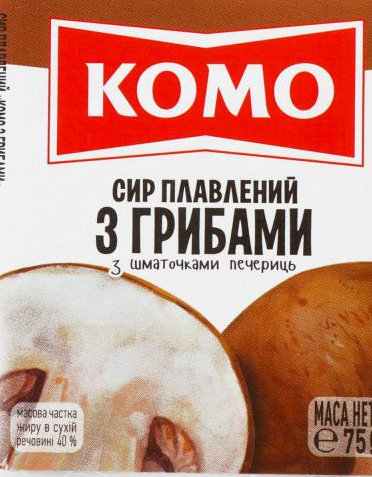 КОМО
СИР ПЛАВЛЕНИЙ
З ГРИБАМИ
з шматочками печериць
масова частка
жиру в сухій
речовині 40 %
МАСА НЕТ
℮ 75